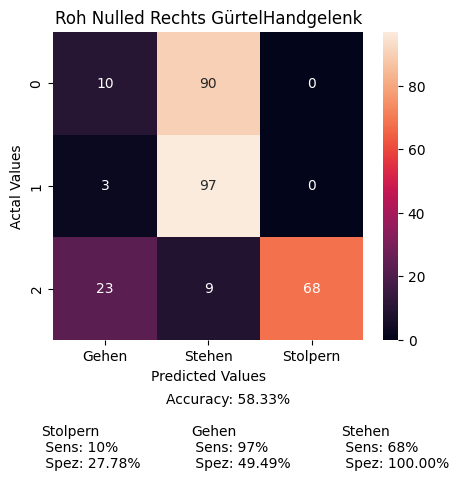 Roh Nulled Rechts GürtelHandgelenk
0 10 90 0 80
1 3 97 0 60
40
2 23 9 68 20
0
Actal Values
Gehen Stehen Stolpern
Predicted Values
Accuracy: 58.33%
Stolpern Gehen Stehen
Sens: 10% Sens: 97% Sens: 68%
Spez: 27.78% Spez: 49.49% Spez: 100.00%